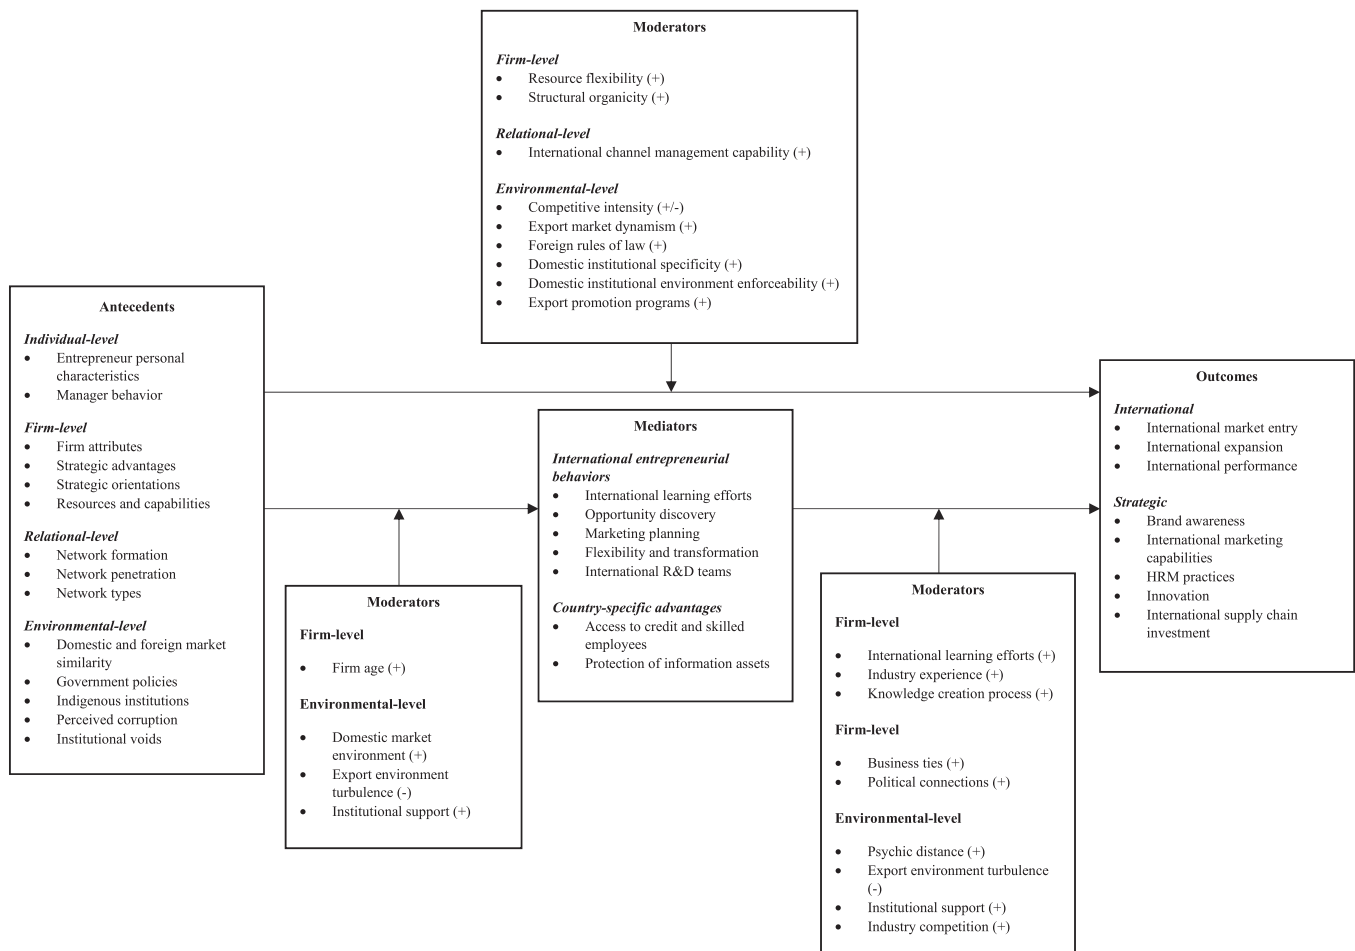 Moderators
Firm-level
• Resource flexibility (+)
• Structural organicity (+)
Relational-level
• International channel management capability (+)
Environmental-level
• Competitive intensity (+/-)
• Export market dynamism (+)
• Foreign rules of law (+)
• Domestic institutional specificity (+)
• Domestic institutional environment enforceability (+)
• Export promotion programs (+)
Antecedents
Individual-level
• Entrepreneur personal
characteristics
• Manager behavior
Firm-level
• Firm attributes
• Strategic advantages
• Strategic orientations
• Resources and capabilities
Relational-level
• Network formation
• Network penetration
• Network types
Environmental-level
• Domestic and foreign market
similarity
• Government policies
• Indigenous institutions
• Perceived corruption
• Institutional voids
Moderators
Firm-level
• Firm age (+)
Environmental-level
• Domestic market
environment (+)
• Export environment
turbulence (-)
• Institutional support (+)
Mediators
International entrepreneurial
behaviors
• International learning efforts
• Opportunity discovery
• Marketing planning
• Flexibility and transformation
• International R&D teams
Country-specific advantages
• Access to credit and skilled
employees
• Protection of information assets
Moderators
Firm-level
• International learning efforts (+)
• Industry experience (+)
• Knowledge creation process (+)
Firm-level
• Business ties (+)
• Political connections (+)
Environmental-level
• Psychic distance (+)
• Export environment turbulence
(-)
• Institutional support (+)
• Industry competition (+)
Outcomes
International
• International market entry
• International expansion
• International performance
Strategic
• Brand awareness
• International marketing
capabilities
• HRM practices
• Innovation
• International supply chain
investment